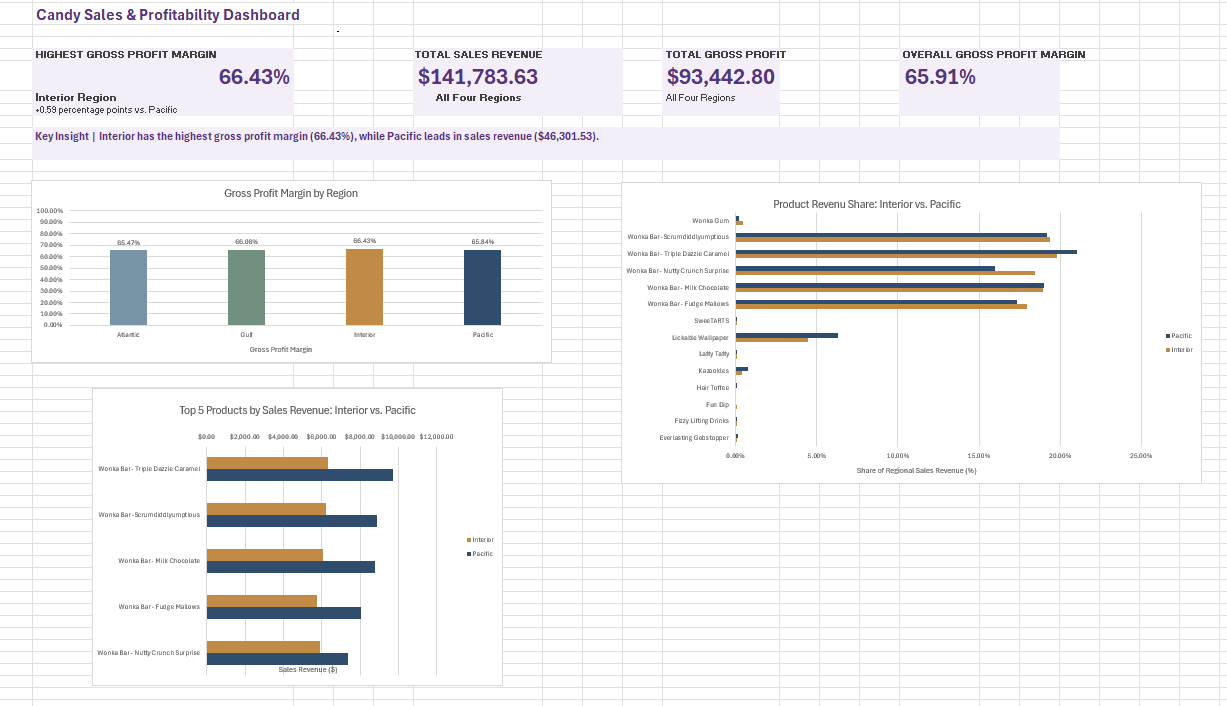 Candy Sales & Profitability Dashboard
HIGHEST GROSS PROFIT MARGIN
66.43%
Interior Region
+0.59 percentage points vs. Pacific
TOTAL SALES REVENUE
$141,783.63
All Four Regions
TOTAL GROSS PROFIT
$93,442.80
All Four Regions
OVERALL GROSS PROFIT MARGIN
65.91%
Key Insight | Interior has the highest gross profit margin (66.43%), while Pacific leads in sales revenue ($46,301.53).
Gross Profit Margin by Region
100.00%
90.00%
80.00%
70.00%
60.00%
50.00%
40.00%
30.00%
20.00%
10.00%
0.00%
65.47% 66.08% 66.43% 65.84%
Atlantic Gulf Interior Pacific
Gross Profit Margin
Product Revenu Share: Interior vs. Pacific
Wonka Gum
Wonka Bar -Scrumdiddlyumptious
Wonka Bar - Triple Dazzle Caramel
Wonka Bar - Nutty Crunch Surprise
Wonka Bar - Milk Chocolate
Wonka Bar - Fudge Mallows
SweeTARTS
Lickable Wallpaper
Laffy Taffy
Kazookles
Hair Toffee
Fun Dip
Fizzy Lifting Drinks
Everlasting Gobstopper
0.00% 5.00% 10.00% 15.00% 20.00% 25.00%
Share of Regional Sales Revenue (%)
Pacific
Interior
Top 5 Products by Sales Revenue: Interior vs. Pacific
$0.00 $2,000.00 $4,000.00 $6,000.00 $8,000.00 $10,000.00 $12,000.00
Wonka Bar - Triple Dazzle Caramel
Wonka Bar -Scrumdiddlyumptious
Wonka Bar - Milk Chocolate
Wonka Bar - Fudge Mallows
Wonka Bar - Nutty Crunch Surprise
Sales Revenue ($)
Interior
Pacific